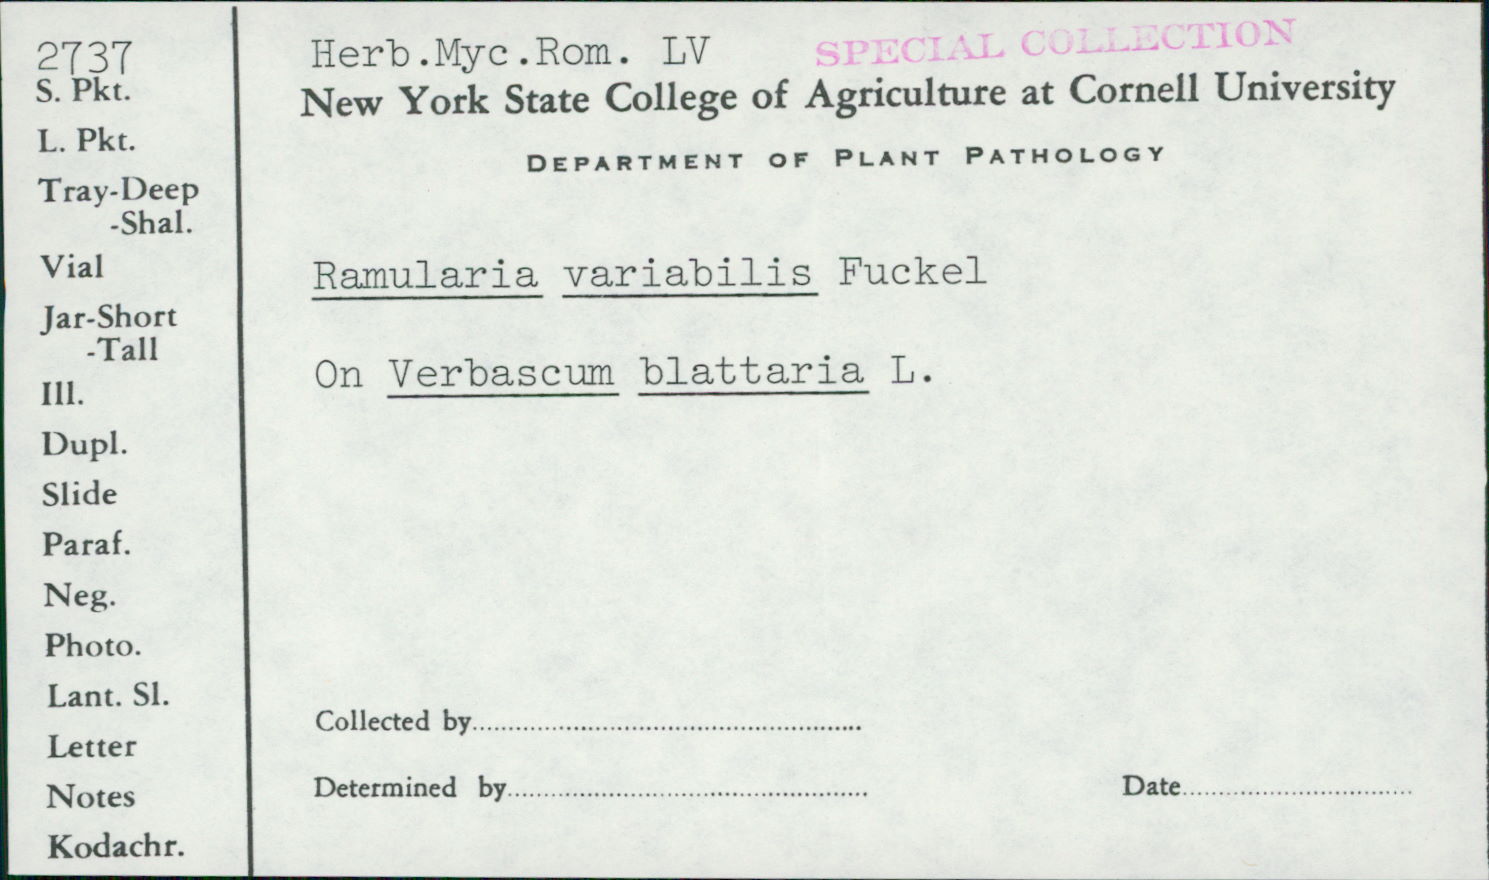 2737
S. Pkt.
L. Pkt.
Tray-Deep
-Shal.
Vial
Jar-Short
-Tall
Ill.
Dupl.
Slide
Paraf.
Neg.
Photo.
Lant. Sl.
Letter
Notes
Kodachr.
Herb.Myc.Rom. LV SPECIAL COLLECTION
New York State College of Agriculture at Cornell University
DEPARTMENT OF PLANT PATHOLOGY
Ramularia variabilis Fuckel
On Verbascum blattaria L.
Collected by
Determined by Date